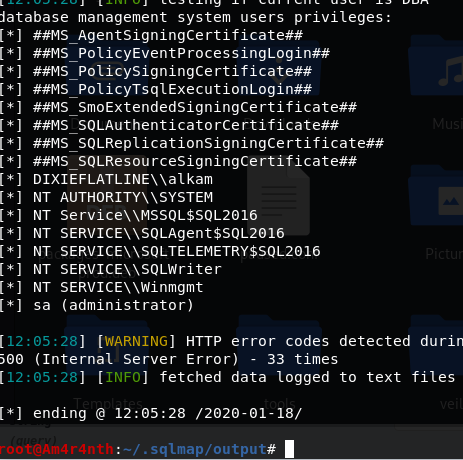 [12:05:28] [INFO] testing if current user is DBA
database management system users privileges:
[*] ##MS_AgentSigningCertificate##
[*] ##MS_PolicyEventProcessingLogin##
[*] ##MS_PolicySigningCertificate##
[*] ##MS_PolicyTsqlExecutionLogin##
[*] ##MS_SmoExtendedSigningCertificate##
[*] ##MS_SQLAuthenticatorCertificate##
[*] ##MS_SQLReplicationSigningCertificate##
[*] ##MS_SQLResourceSigningCertificate##
[*] DIXIEFLATLINE\\alkam
[*] NT AUTHORITY\\SYSTEM
[*] NT Service\\MSSQL$SQL2016
[*] NT SERVICE\\SQLAgent$SQL2016
[*] NT SERVICE\\SQLTELEMETRY$SQL2016
[*] NT SERVICE\\SQLWriter
[*] NT SERVICE\\Winmgmt
[*] sa (administrator)
[12:05:28] [WARNING] HTTP error codes detected durin
500 (Internal Server Error) - 33 times
[12:05:28] [INFO] fetched data logged to text files
[*] ending @ 12:05:28 /2020-01-18/
root@Am4r4nth:~/.sqlmap/output#
Musi
Pictur
Templates
tools
veil
(query)